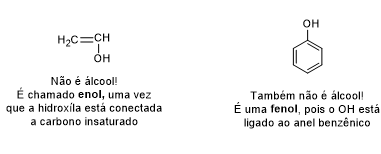 H2C=CH
OH
Não é álcool!
É chamado enol, uma vez
que a hidroxíla está conectada
a carbono insaturado
OH
Também não é álcool!
É uma fenol, pois o OH está
ligado ao anel benzênico